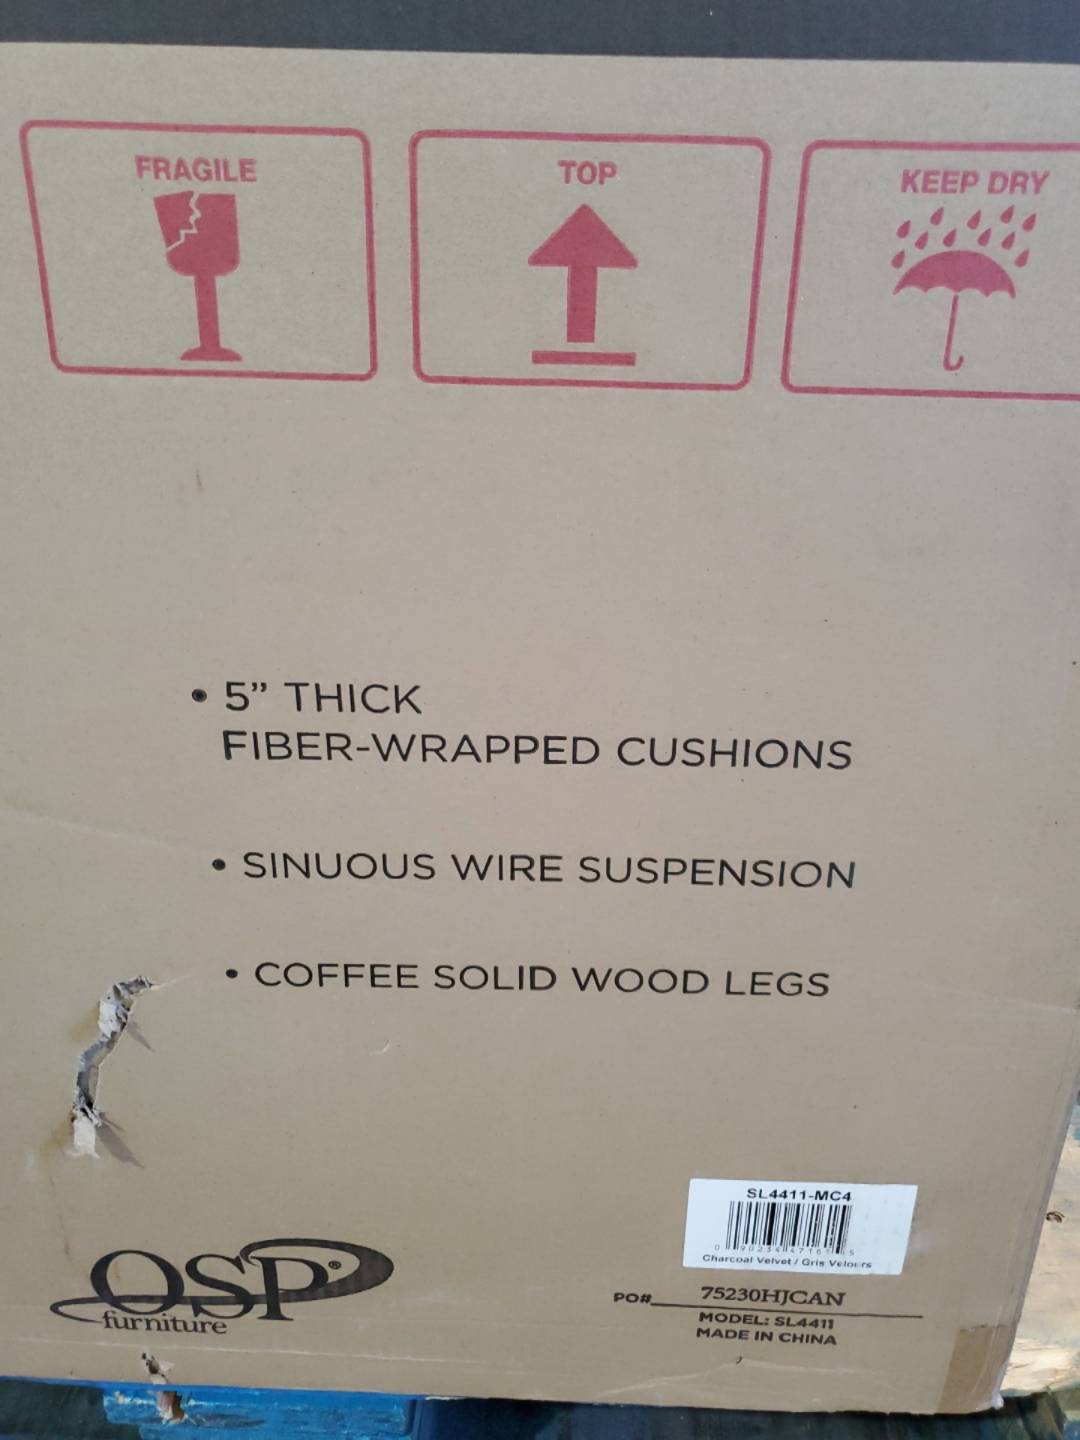 FRAGILE
TOP
KEEP DRY
• 5” THICK
FIBER-WRAPPED CUSHIONS
• SINUOUS WIRE SUSPENSION
• COFFEE SOLID WOOD LEGS
SL4411-MC4
Charcoal Velvet / Gris Velours
OSP®
furniture
PO# 75230HJCAN
MODEL: SL4411
MADE IN CHINA